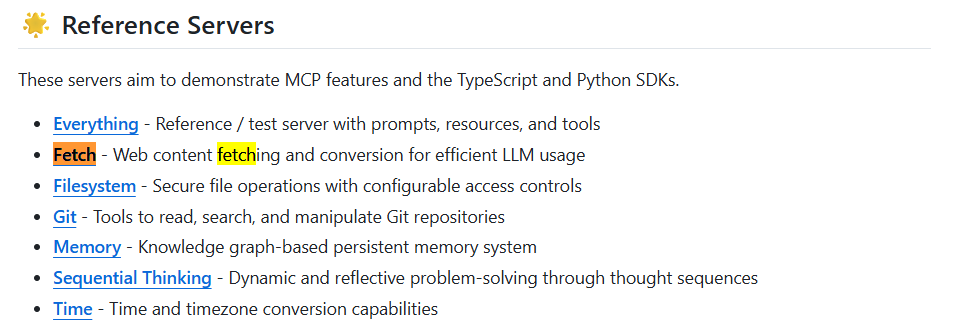 🌟 Reference Servers
These servers aim to demonstrate MCP features and the TypeScript and Python SDKs.
• Everything - Reference / test server with prompts, resources, and tools
• Fetch - Web content fetching and conversion for efficient LLM usage
• Filesystem - Secure file operations with configurable access controls
• Git - Tools to read, search, and manipulate Git repositories
• Memory - Knowledge graph-based persistent memory system
• Sequential Thinking - Dynamic and reflective problem-solving through thought sequences
• Time - Time and timezone conversion capabilities